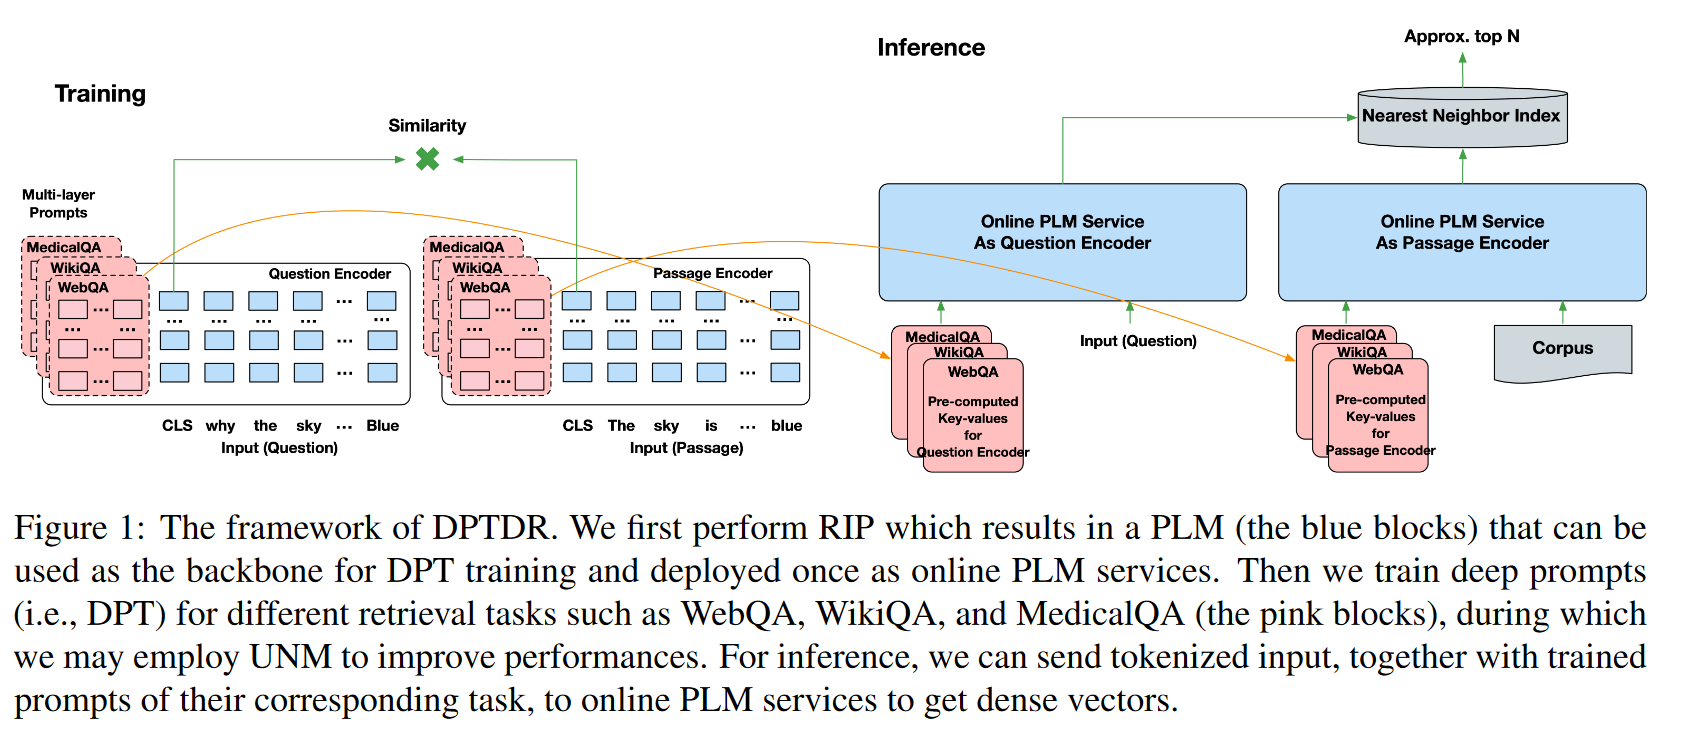 Training
Similarity
Multi-layer
Prompts
MedicalQA
WikiQA
WebQA
... 
...
...
...
...
Question Encoder
...
... ... ... ... ...
...
...
CLS why the sky ... Blue
Input (Question)
MedicalQA
WikiQA
WebQA
...
...
...
...
...
Passage Encoder
...
... ... ... ... ...
...
...
CLS The sky is ... blue
Input (Passage)
Inference
Approx. top N
Nearest Neighbor Index
Online PLM Service
As Question Encoder
Online PLM Service
As Passage Encoder
MedicalQA
WikiQA
WebQA
Pre-computed
Key-values
for
Question Encoder
Input (Question)
MedicalQA
WikiQA
WebQA
Pre-computed
Key-values
for
Passage Encoder
Corpus
Figure 1: The framework of DPTDR. We first perform RIP which results in a PLM (the blue blocks) that can be
used as the backbone for DPT training and deployed once as online PLM services. Then we train deep prompts
(i.e., DPT) for different retrieval tasks such as WebQA, WikiQA, and MedicalQA (the pink blocks), during which
we may employ UNM to improve performances. For inference, we can send tokenized input, together with trained
prompts of their corresponding task, to online PLM services to get dense vectors.